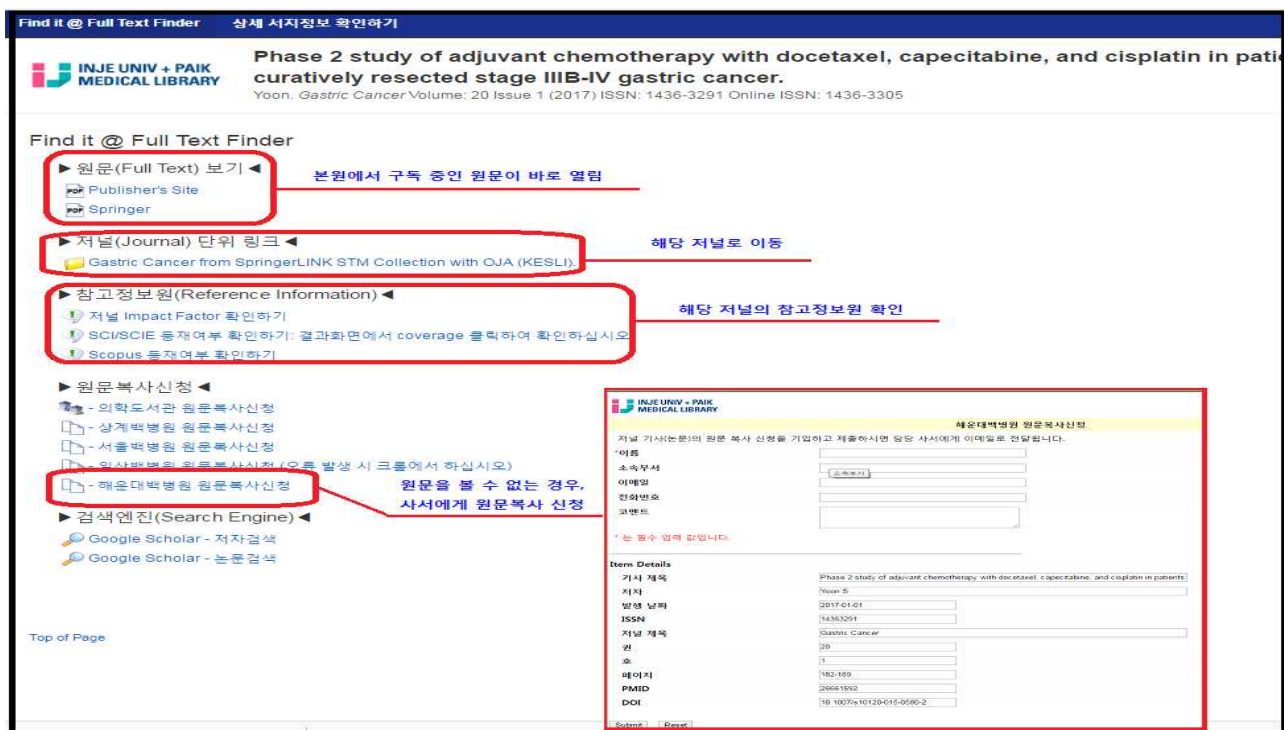 Find it @ Full Text Finder 상세 서지정보 확인하기
INJE UNIV + PAIK
MEDICAL LIBRARY
Phase 2 study of adjuvant chemotherapy with docetaxel, capecitabine, and cisplatin in pati
curatively resected stage IIIB-IV gastric cancer.
Yoon. Gastric Cancer Volume: 20 Issue 1 (2017) ISSN: 1436-3291 Online ISSN: 1436-3305
Find it @ Full Text Finder
▶원문(Full Text) 보기◀
본원에서 구독 중인 원문이 바로 열림
PDF Publisher's Site
PDF Springer
▶저널(Journal) 단위 링크◀
해당 저널로 이동
Gastric Cancer from SpringerLINK STM Collection with OJA (KESLI).
▶참고정보원(Reference Information)◀
해당 저널의 참고정보원 확인
저널 Impact Factor 확인하기
SCI/SCIE 등재여부 확인하기: 결과화면에서 coverage 클릭하여 확인하십시오
Scopus 등재여부 확인하기
▶원문복사신청◀
- 의학도서관 원문복사신청
- 상계백병원 원문복사신청
- 서울백병원 원문복사신청
- 일산백병원 원문복사신청 (오류 발생 시 크롬에서 하십시오)
- 해운대백병원 원문복사신청
원문을 볼 수 없는 경우,
사서에게 원문복사 신청
▶검색엔진(Search Engine)◀
Google Scholar - 저자검색
Google Scholar - 논문검색
Top of Page
INJE UNIV + PAIK
MEDICAL LIBRARY
해운대백병원 원문복사신청
저널 기사(논문)의 원문 복사 신청을 기입하고 제출하시면 담당 사서에게 이메일로 전달됩니다.
*이름
소속부서
소속부서
이메일
전화번호
코멘트
* 는 필수 입력 값입니다.
Item Details
기사 제목 Phase 2 study of adjuvant chemotherapy with docetaxel, capecitabine, and cisplatin in patients
저자 Yoon S
발행 날짜 2017-01-01
ISSN 14363291
저널 제목 Gastric Cancer
권 20
호 1
페이지 182-189
PMID 26661592
DOI 10.1007/s10120-015-0580-2
Submit Reset